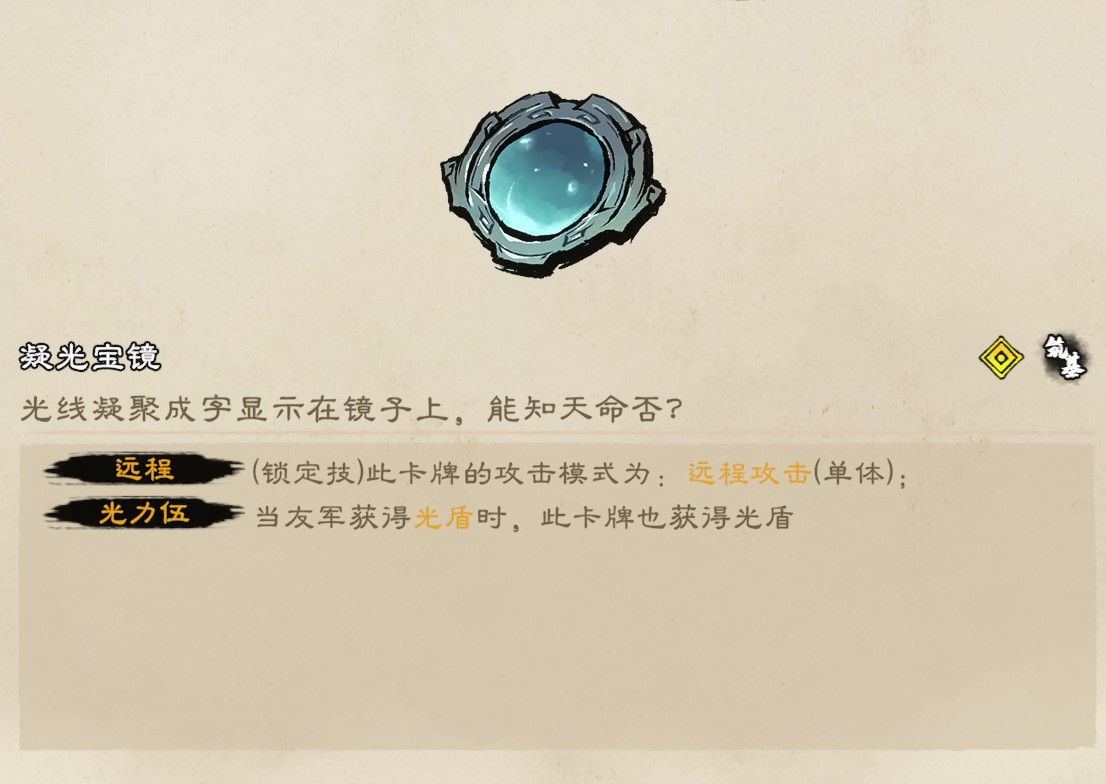 凝光宝镜
筑基
光线凝聚成字显示在镜子上，能知天命否?
远程 (锁定技)此卡牌的攻击模式为：远程攻击(单体)；
光力伍 当友军获得光盾时，此卡牌也获得光盾